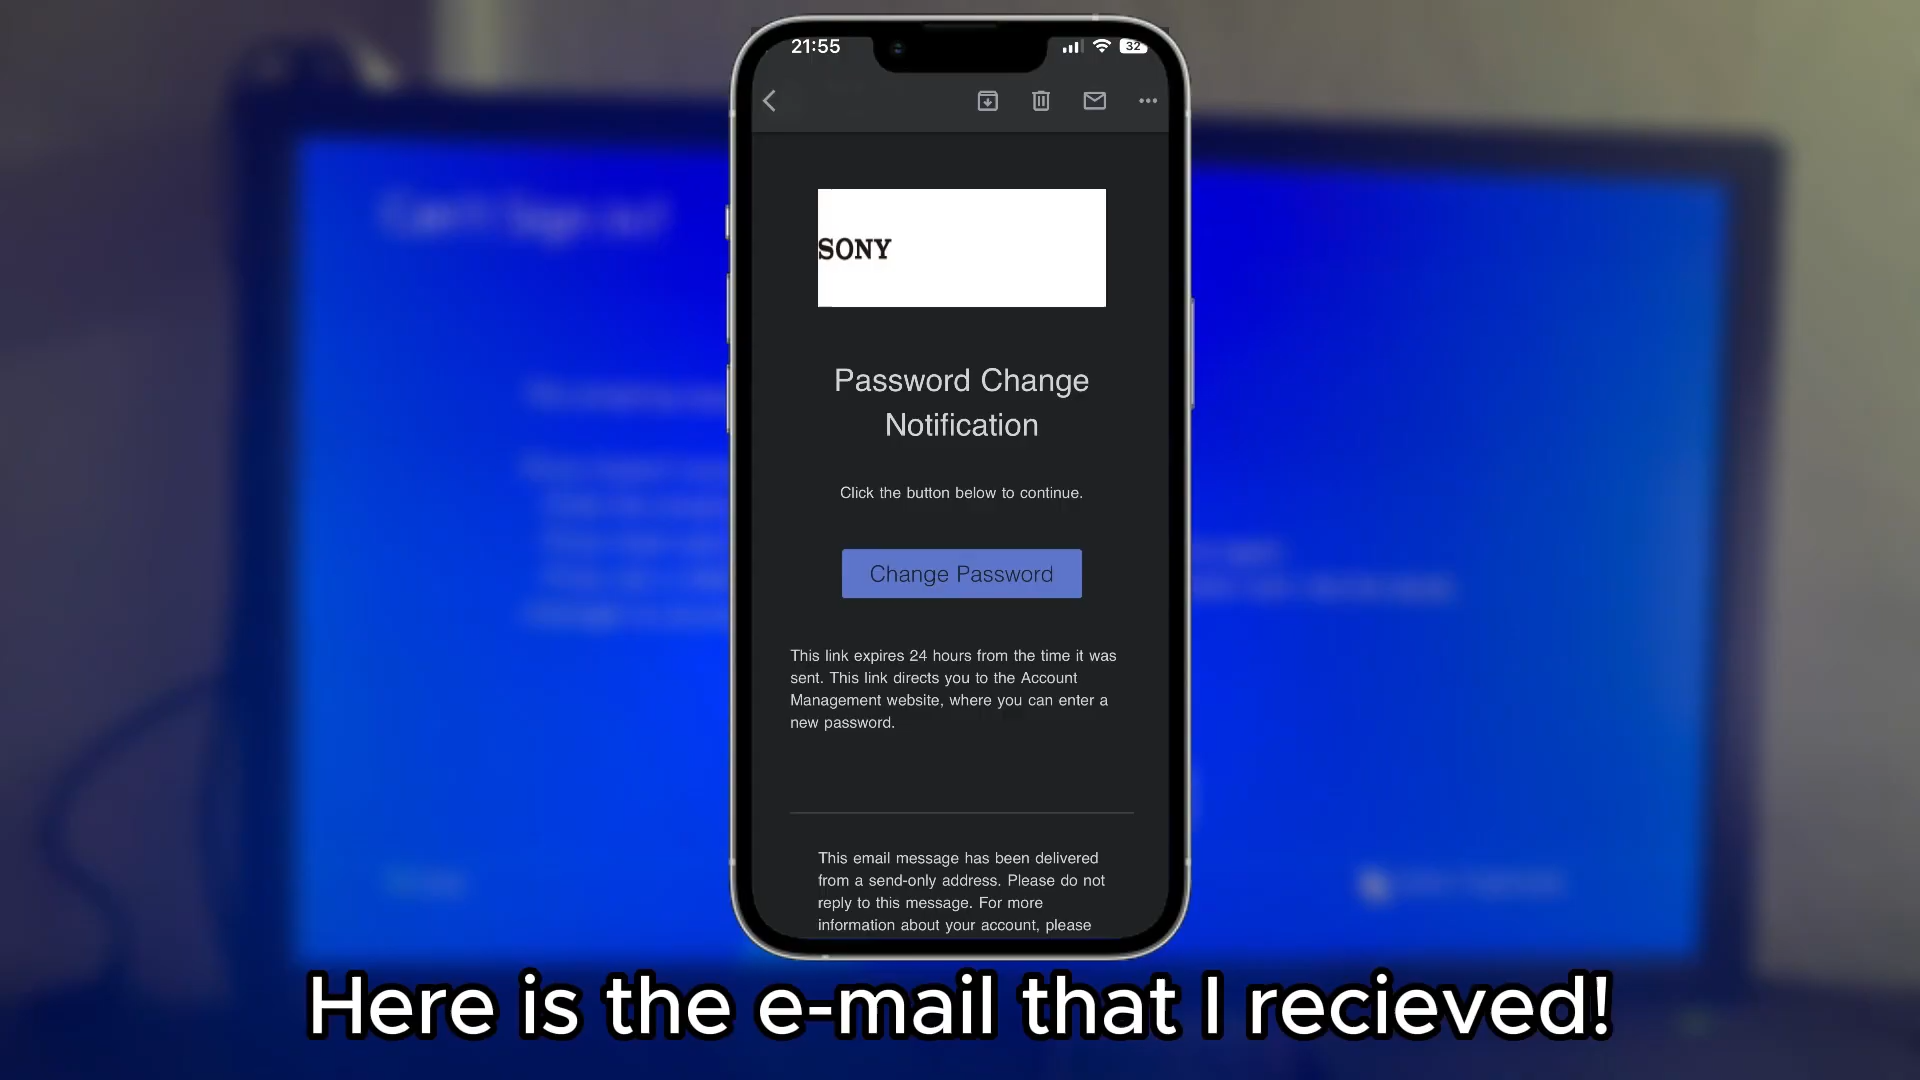 21:55
32
Can't Sign In?
SONY
Password Change
Notification
Click the button below to continue.
Change Password
This link expires 24 hours from the time it was
sent. This link directs you to the Account
Management website, where you can enter a
new password.
This email message has been delivered
from a send-only address. Please do not
reply to this message. For more
information about your account, please
Here is the e-mail that I recieved!